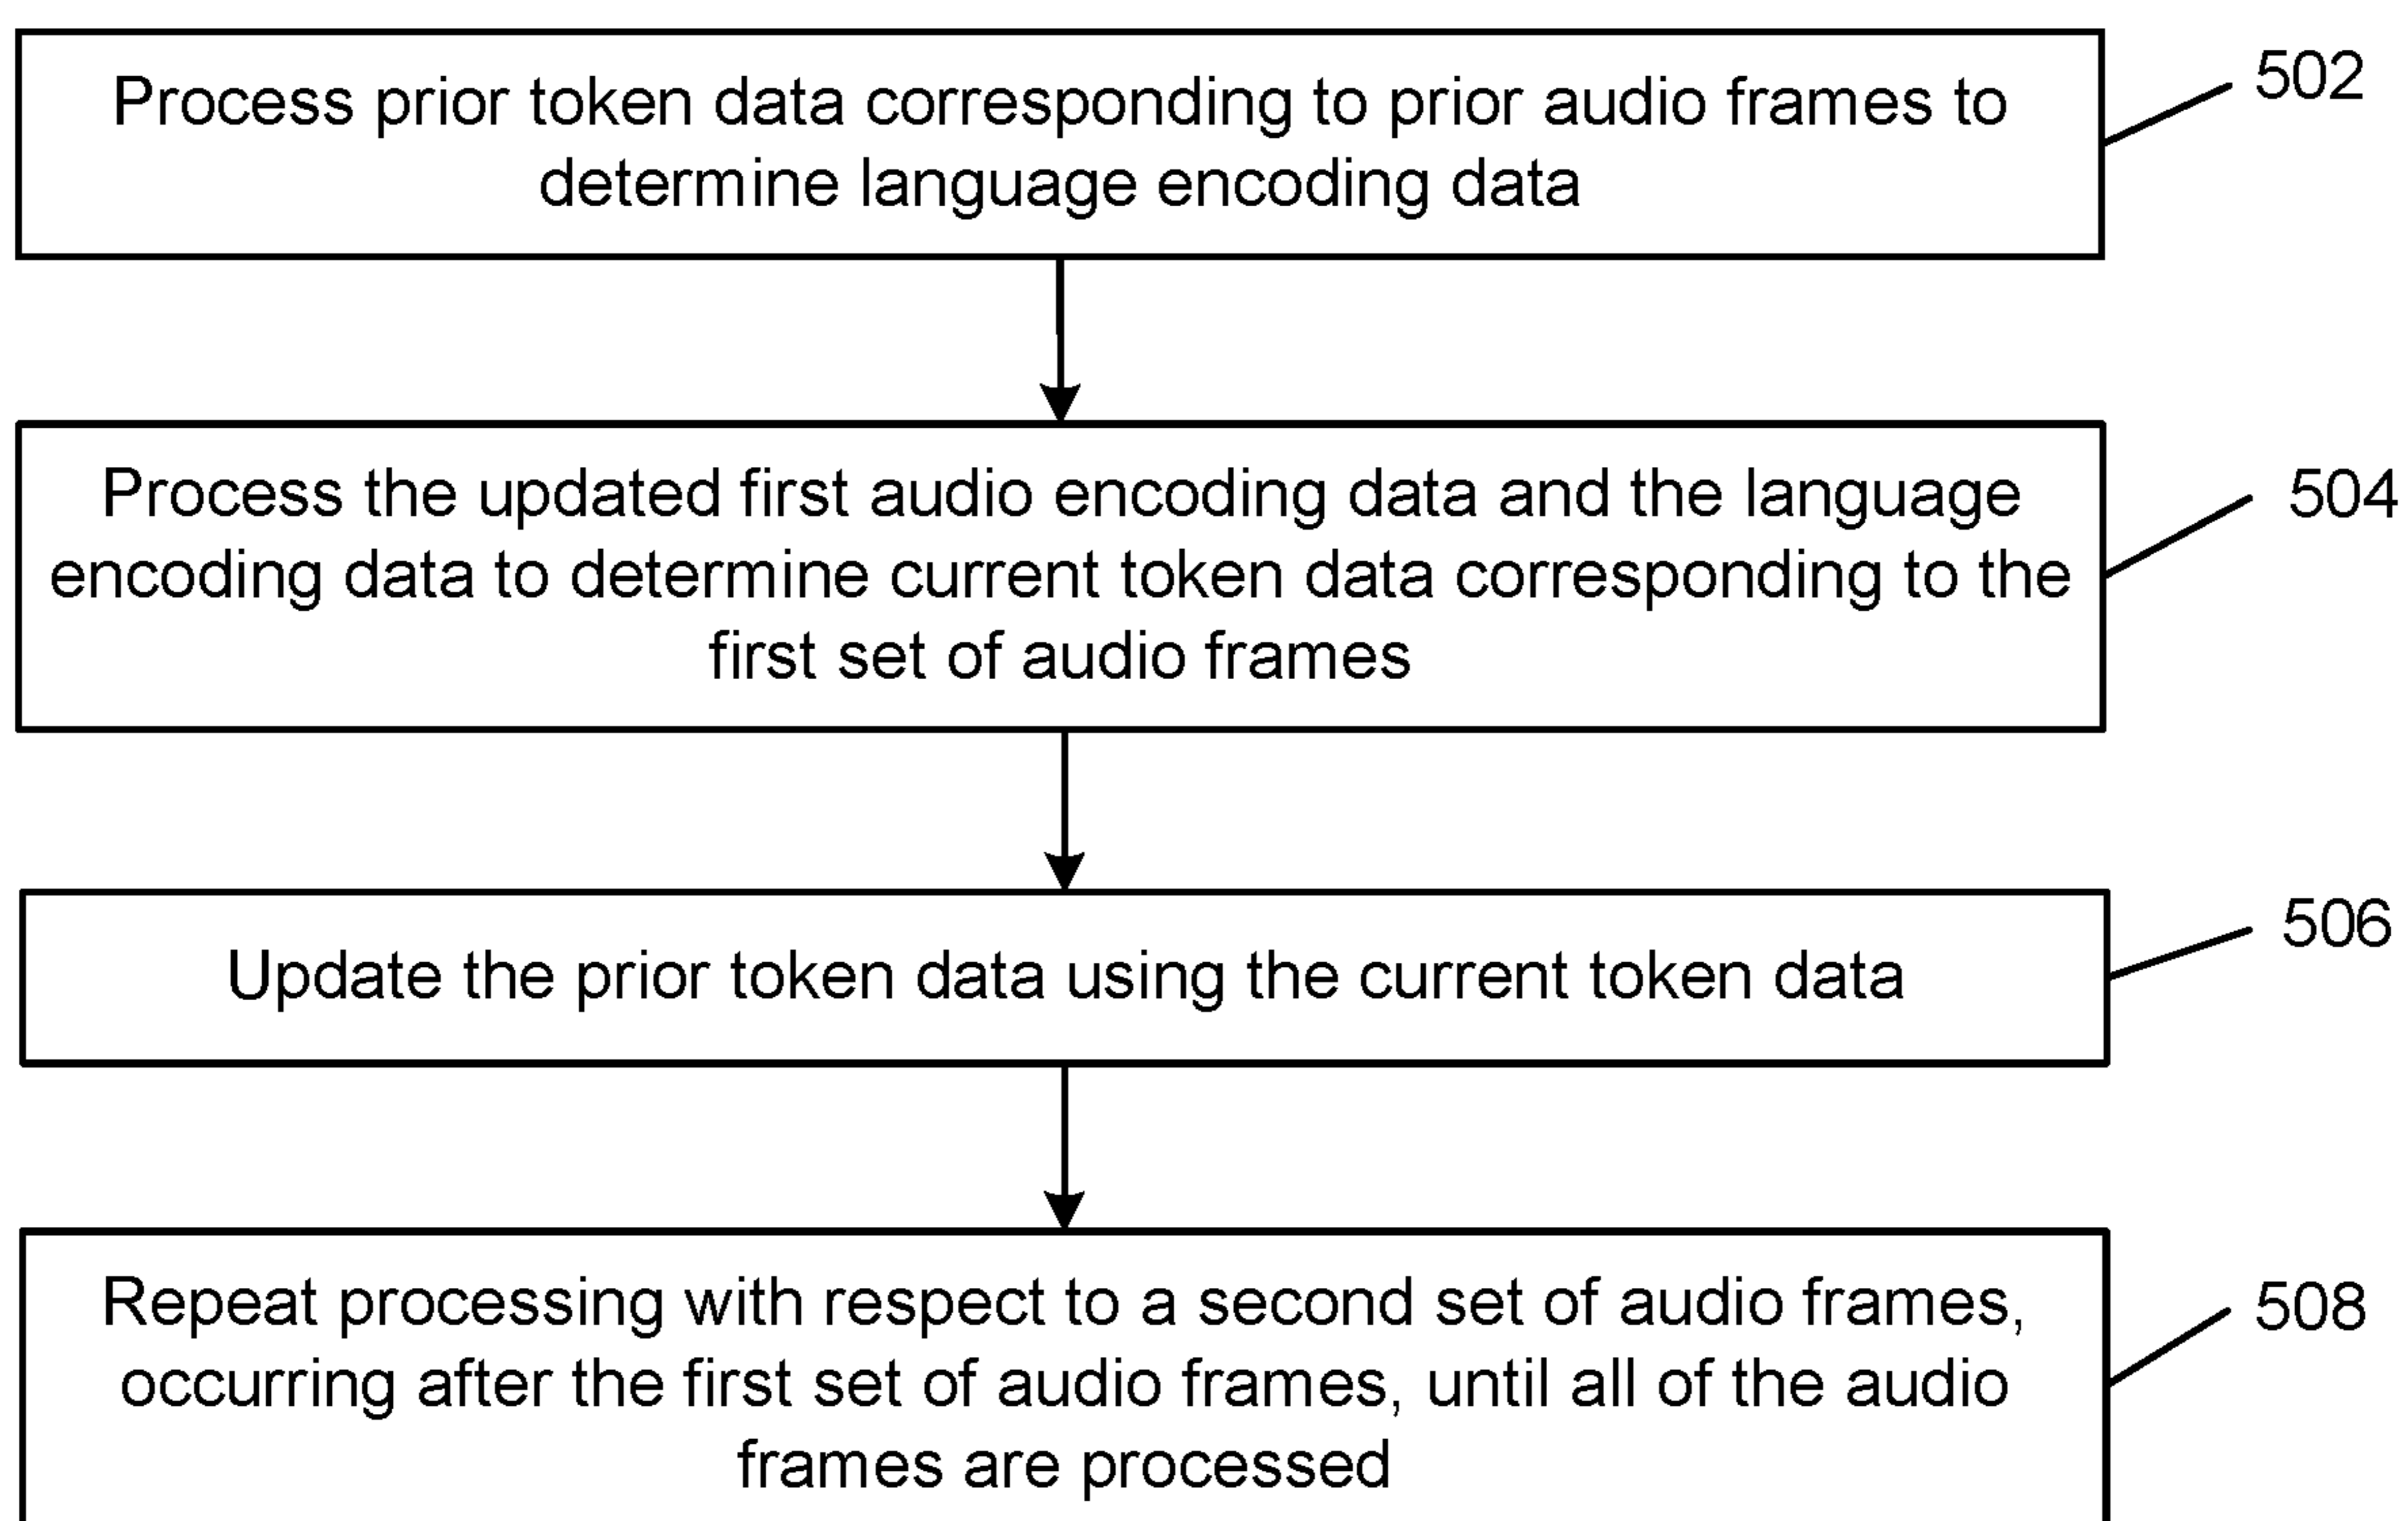 Process prior token data corresponding to prior audio frames to
determine language encoding data
502
Process the updated first audio encoding data and the language
encoding data to determine current token data corresponding to the
first set of audio frames
504
Update the prior token data using the current token data
506
Repeat processing with respect to a second set of audio frames,
occurring after the first set of audio frames, until all of the audio
frames are processed
508